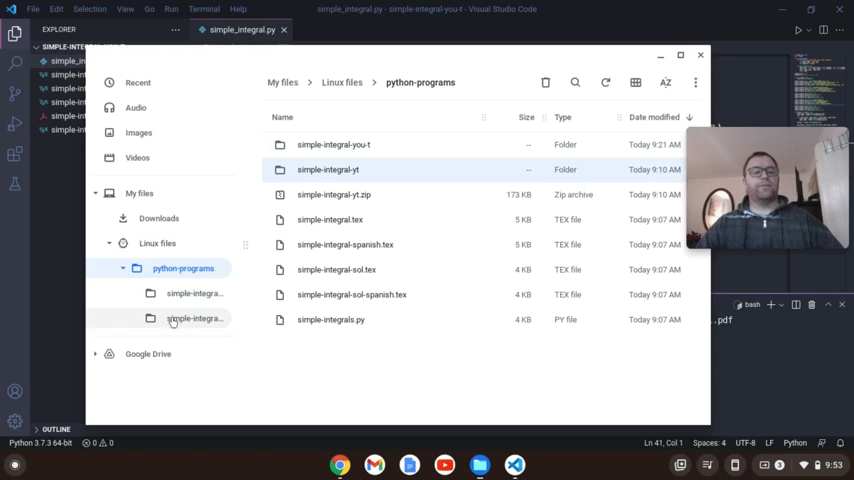 File Edit Selection View Go Run Terminal Help simple_integral.py - simple-integral-you-t - Visual Studio Code
EXPLORER ··· simple_integral.py
My files Linux files python-programs
Recent
Audio
Images
Videos
My files
Downloads
Linux files
python-programs
simple-integra...
simple-integra...
Google Drive
Name Size Type Date modified
simple-integral-you-t -- Folder Today 9:21 AM
simple-integral-yt -- Folder Today 9:10 AM
simple-integral-yt.zip 173 KB Zip archive Today 9:10 AM
simple-integral.tex 5 KB TEX file Today 9:07 AM
simple-integral-spanish.tex 5 KB TEX file Today 9:07 AM
simple-integral-sol.tex 4 KB TEX file Today 9:07 AM
simple-integral-sol-spanish.tex 4 KB TEX file Today 9:07 AM
simple-integrals.py 4 KB PY file Today 9:07 AM
bash
..pdf
OUTLINE
Python 3.7.3 64-bit 0 0 Ln 41, Col 1 Spaces: 4 UTF-8 LF Python
3 9:53